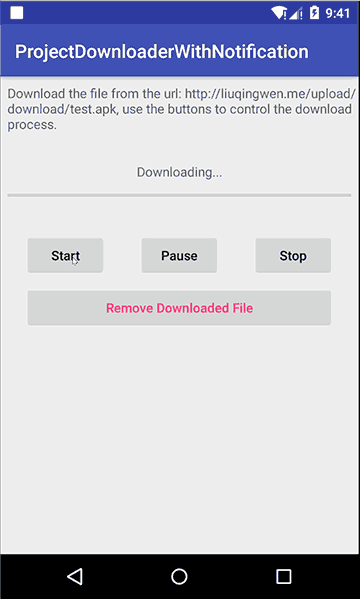 9:41
ProjectDownloaderWithNotification
Download the file from the url: http://liuqingwen.me/upload/
download/test.apk, use the buttons to control the download
process.
Downloading...
Start Pause Stop
Remove Downloaded File